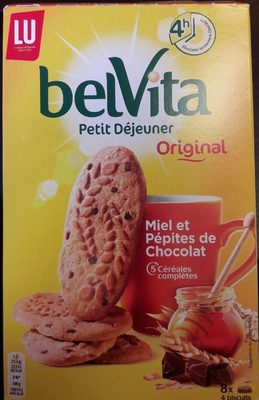 LU
4h
belVita
Petit Déjeuner
Original
Miel et
Pépites de
Chocolat
5 Céréales
complètes
8x
4 biscuits